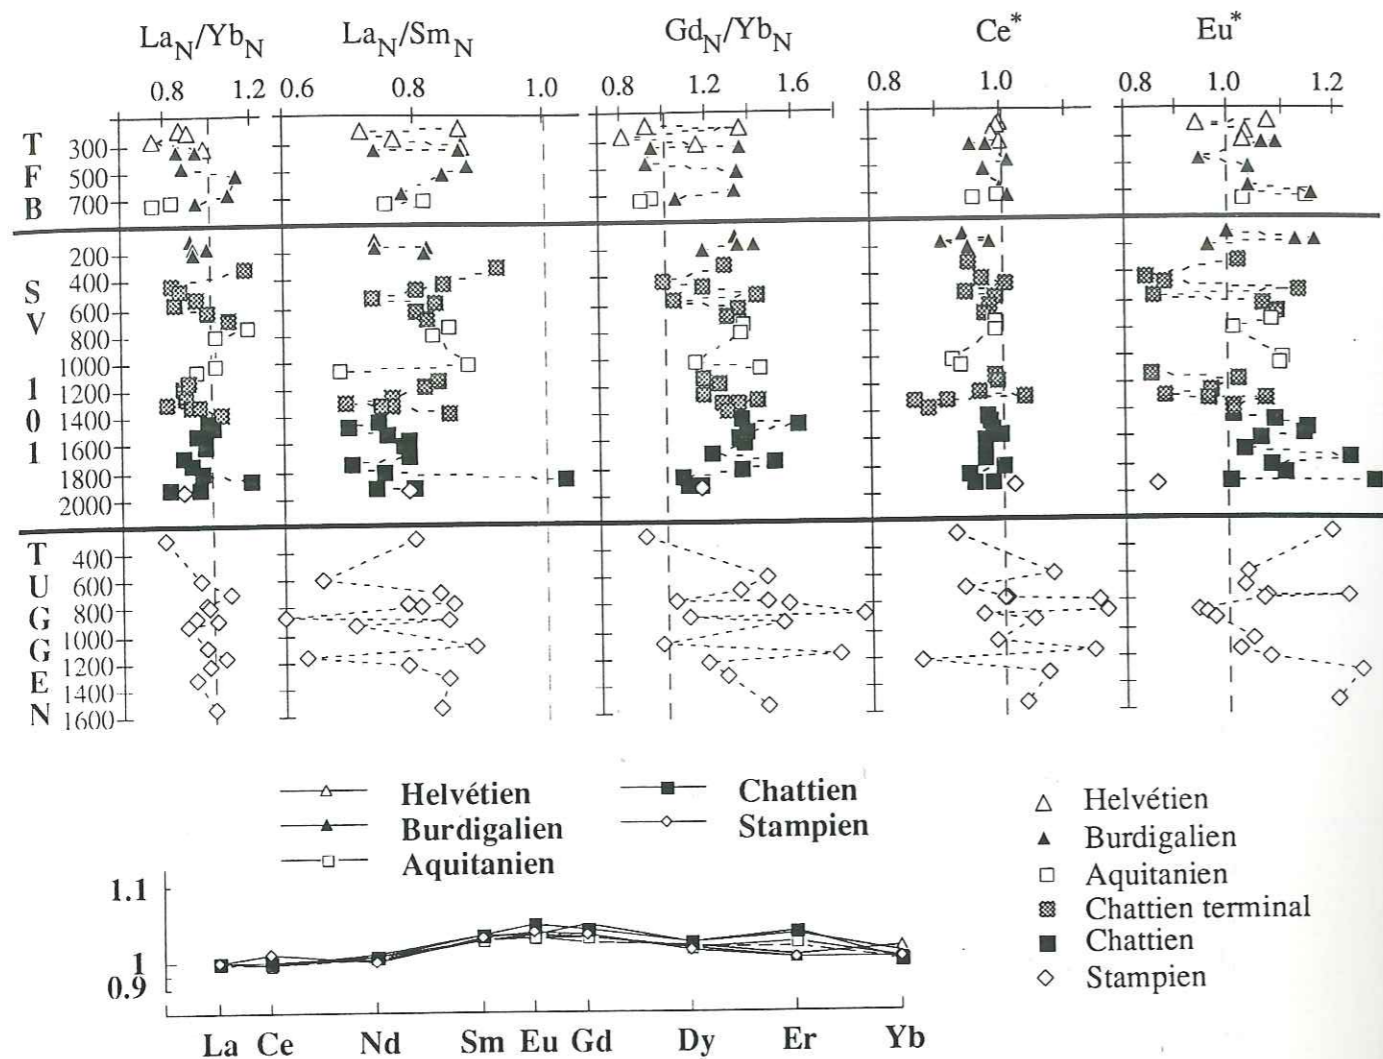 LaN/YbN LaN/SmN GdN/YbN Ce* Eu*
0.8 1.2 0.6 0.8 1.0 0.8 1.2 1.6 0.8 1.0 0.8 1.0 1.2
T
300
F
500
B
700
200
S
400
V
600
800
1000
1
1200
0
1400
1
1600
1800
2000
T
400
U
600
G
800
G
1000
E
1200
N
1400
1600
Helvétien
Burdigalien
Aquitanien
Chattien
Stampien
Helvétien
Burdigalien
Aquitanien
Chattien terminal
Chattien
Stampien
1.1
1
0.9
La Ce Nd Sm Eu Gd Dy Er Yb